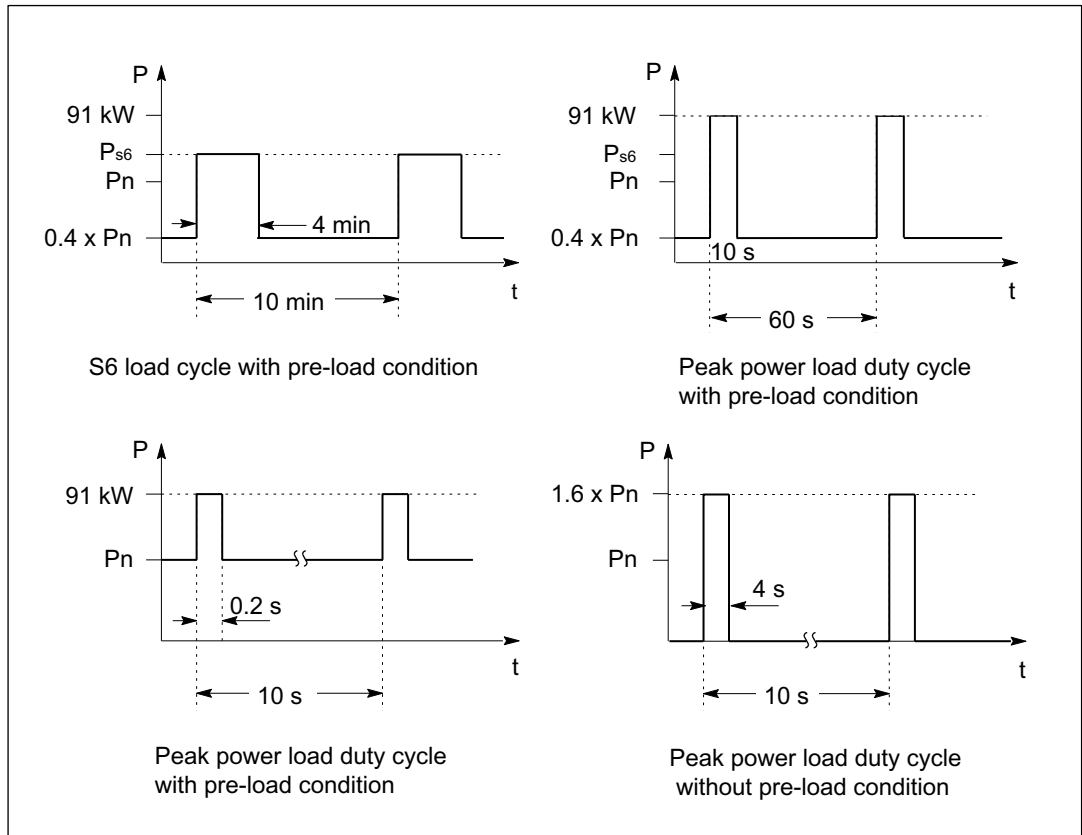 P
91 kW
Ps6
Pn
0.4 x Pn
4 min
10 min
t
S6 load cycle with pre-load condition
P
91 kW
Ps6
Pn
0.4 x Pn
10 s
60 s
t
Peak power load duty cycle
with pre-load condition
P
91 kW
Pn
0.2 s
10 s
t
Peak power load duty cycle
with pre-load condition
P
1.6 x Pn
Pn
4 s
10 s
t
Peak power load duty cycle
without pre-load condition